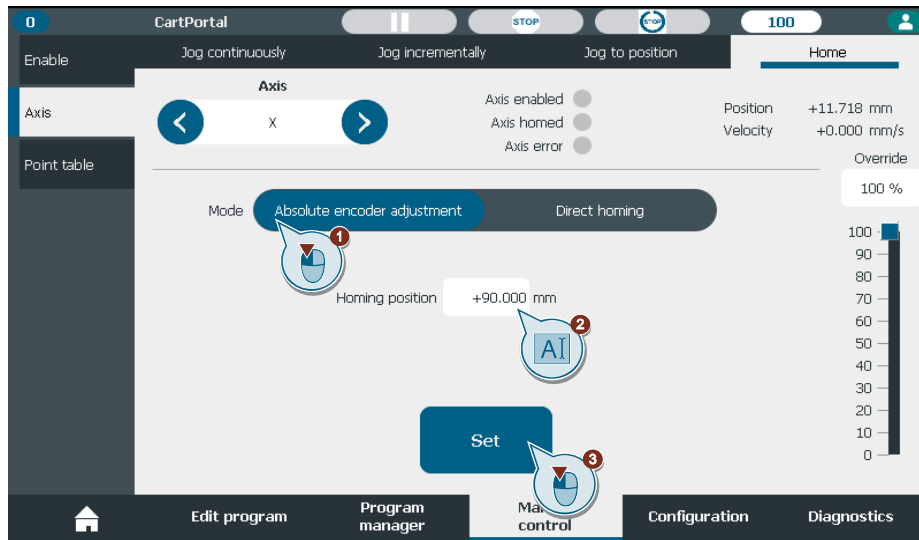 0
CartPortal
STOP
STOP
100
Enable
Axis
Point table
Jog continuously
Jog incrementally
Jog to position
Home
Axis
X
Axis enabled
Axis homed
Axis error
Position +11.718 mm
Velocity +0.000 mm/s
Override
100 %
Mode
Absolute encoder adjustment
Direct homing
1
Homing position +90.000 mm
2
A
Set
3
100
90
80
70
60
50
40
30
20
10
0
Edit program
Program
manager
control
Configuration
Diagnostics